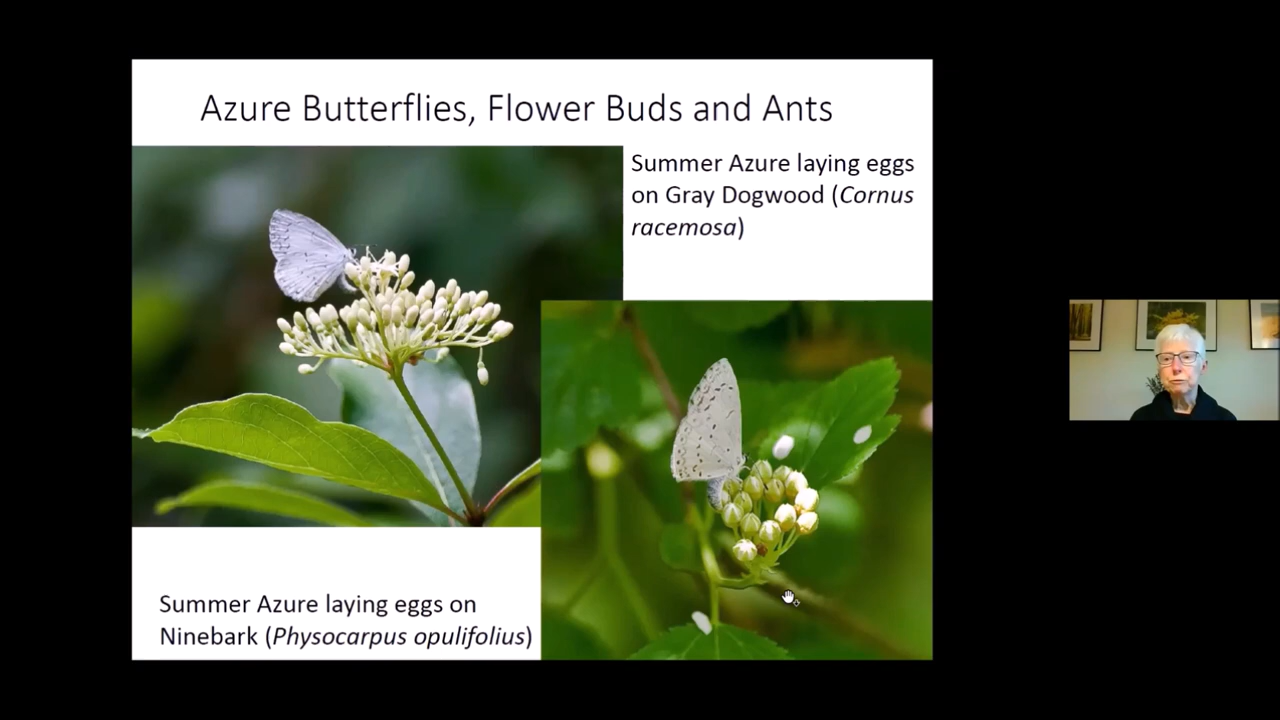 Azure Butterflies, Flower Buds and Ants
Summer Azure laying eggs
on Gray Dogwood (Cornus
racemosa)
Summer Azure laying eggs on
Ninebark (Physocarpus opulifolius)